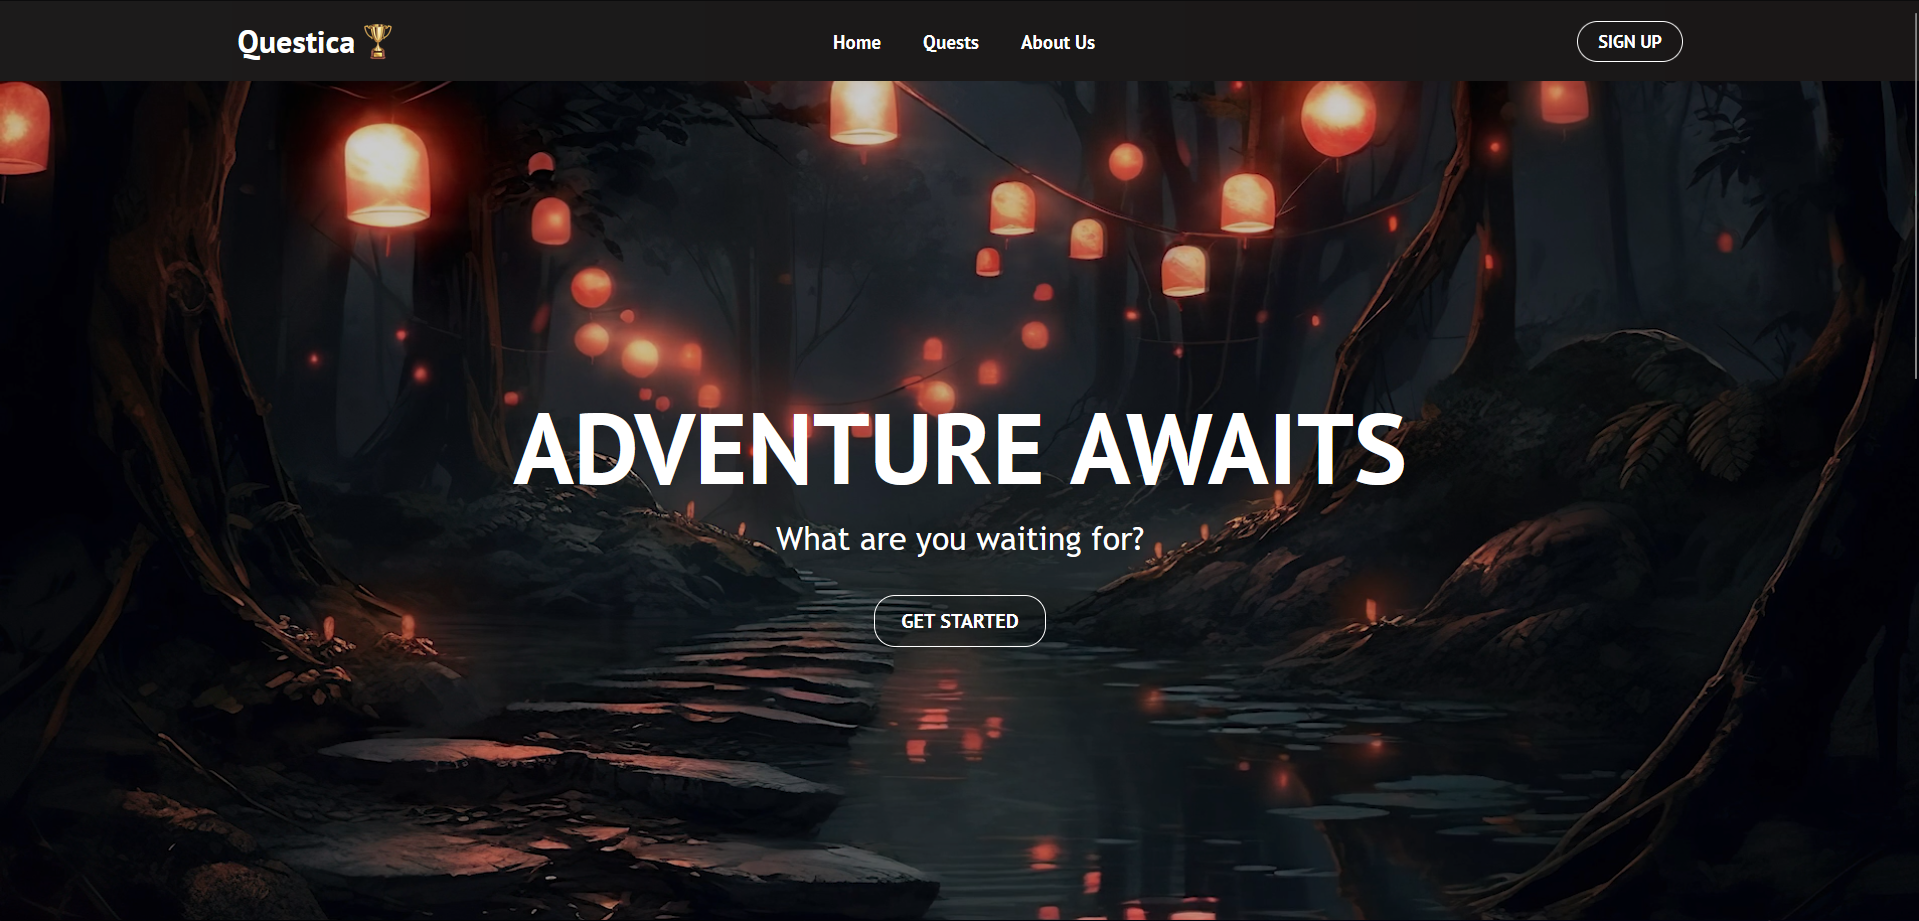 Questica
Home
Quests
About Us
SIGN UP
ADVENTURE AWAITS
What are you waiting for?
GET STARTED